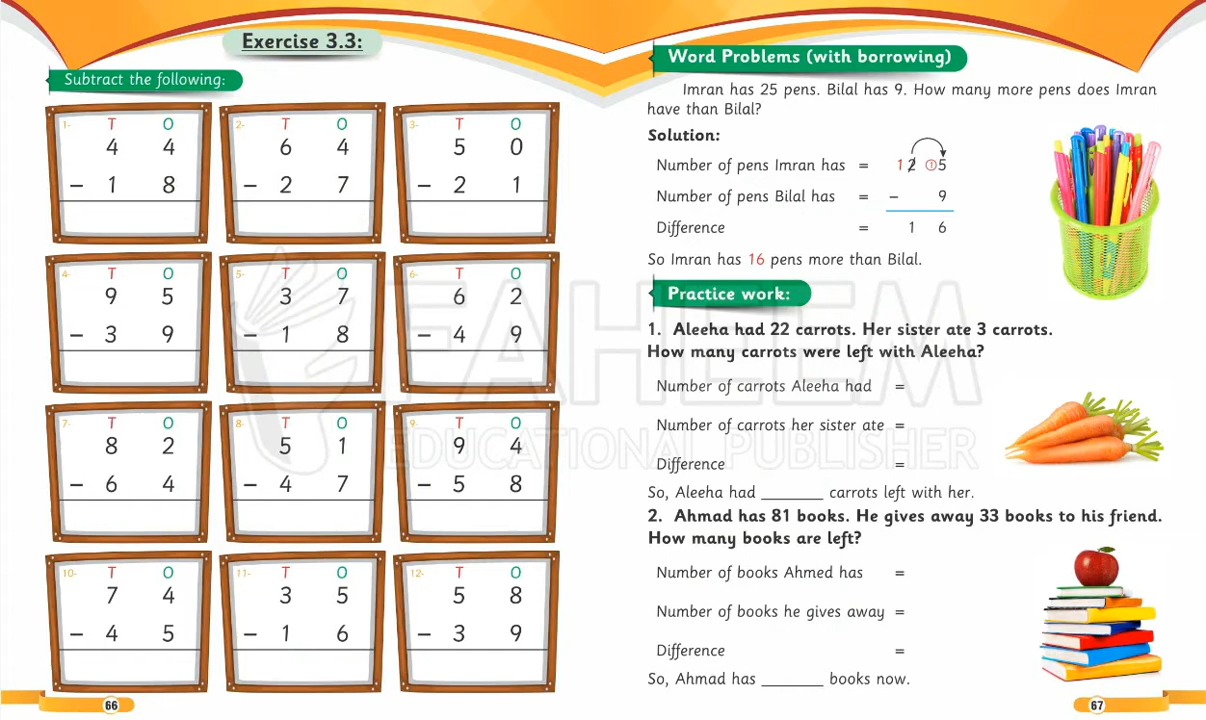 Exercise 3.3:
Subtract the following:
1- T O
4 4
– 1 8
2- T O
6 4
– 2 7
3- T O
5 0
– 2 1
4- T O
9 5
– 3 9
5- T O
3 7
– 1 8
6- T O
6 2
– 4 9
7- T O
8 2
– 6 4
8- T O
5 1
– 4 7
9- T O
9 4
– 5 8
10- T O
7 4
– 4 5
11- T O
3 5
– 1 6
12- T O
5 8
– 3 9
66
Word Problems (with borrowing)
Imran has 25 pens. Bilal has 9. How many more pens does Imran
have than Bilal?
Solution:
Number of pens Imran has = 1 2 ① 5
Number of pens Bilal has = – 9
Difference = 1 6
So Imran has 16 pens more than Bilal.
Practice work:
1. Aleeha had 22 carrots. Her sister ate 3 carrots.
How many carrots were left with Aleeha?
Number of carrots Aleeha had =
Number of carrots her sister ate =
Difference =
So, Aleeha had _______ carrots left with her.
2. Ahmad has 81 books. He gives away 33 books to his friend.
How many books are left?
Number of books Ahmed has =
Number of books he gives away =
Difference =
So, Ahmad has _______ books now.
67
FAHEEM
EDUCATIONAL PUBLISHER